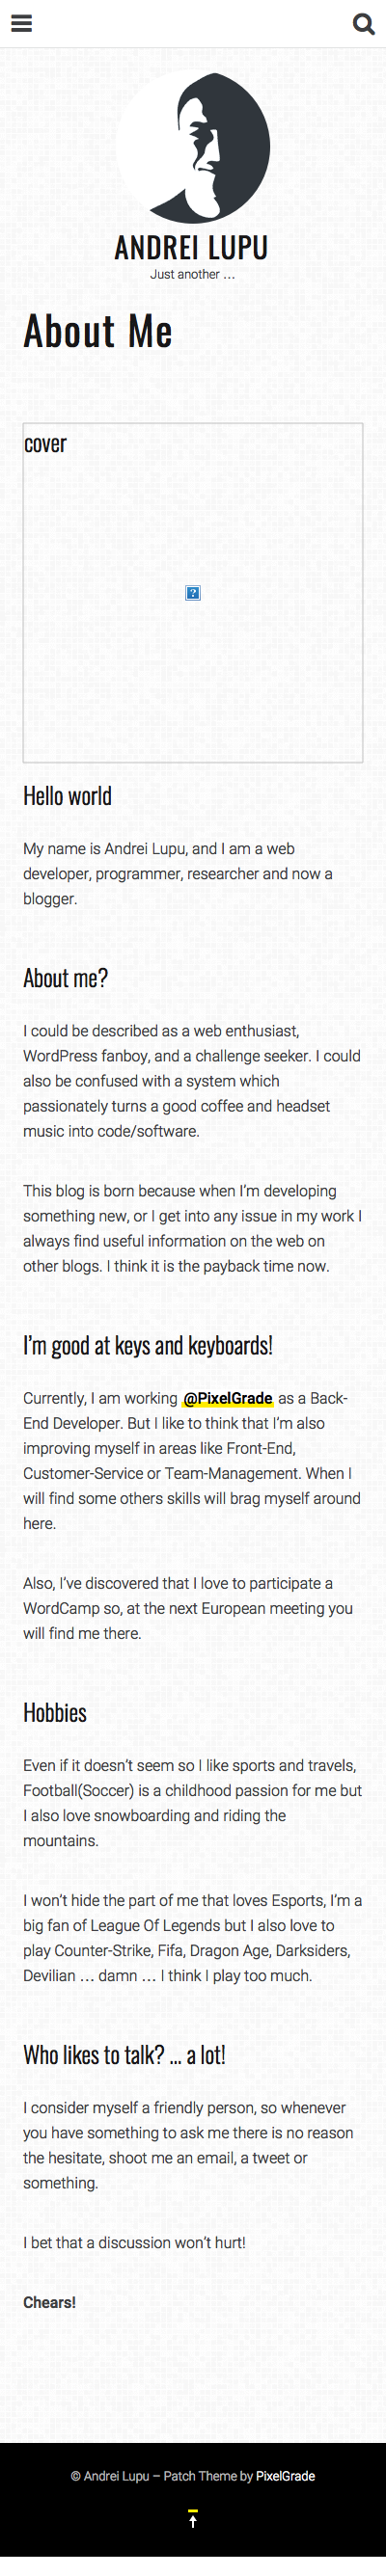 ANDREI LUPU
Just another …
About Me
cover
?
Hello world
My name is Andrei Lupu, and I am a web
developer, programmer, researcher and now a
blogger.
About me?
I could be described as a web enthusiast,
WordPress fanboy, and a challenge seeker. I could
also be confused with a system which
passionately turns a good coffee and headset
music into code/software.
This blog is born because when I’m developing
something new, or I get into any issue in my work I
always find useful information on the web on
other blogs. I think it is the payback time now.
I’m good at keys and keyboards!
Currently, I am working @PixelGrade as a Back-
End Developer. But I like to think that I’m also
improving myself in areas like Front-End,
Customer-Service or Team-Management. When I
will find some others skills will brag myself around
here.
Also, I’ve discovered that I love to participate a
WordCamp so, at the next European meeting you
will find me there.
Hobbies
Even if it doesn’t seem so I like sports and travels,
Football(Soccer) is a childhood passion for me but
I also love snowboarding and riding the
mountains.
I won’t hide the part of me that loves Esports, I’m a
big fan of League Of Legends but I also love to
play Counter-Strike, Fifa, Dragon Age, Darksiders,
Devilian … damn … I think I play too much.
Who likes to talk? … a lot!
I consider myself a friendly person, so whenever
you have something to ask me there is no reason
the hesitate, shoot me an email, a tweet or
something.
I bet that a discussion won’t hurt!
Chears!
© Andrei Lupu – Patch Theme by PixelGrade